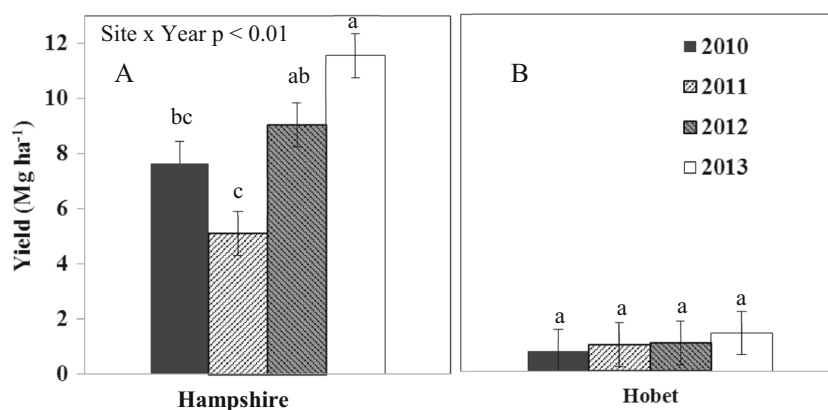 Site x Year p < 0.01
A
Yield (Mg ha⁻¹)
12
10
8
6
4
2
0
bc
c
ab
a
Hampshire
B
2010
2011
2012
2013
a
a
a
a
Hobet